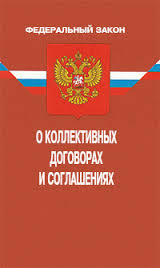 ФЕДЕРАЛЬНЫЙ ЗАКОН
О КОЛЛЕКТИВНЫХ
ДОГОВОРАХ
И СОГЛАШЕНИЯХ